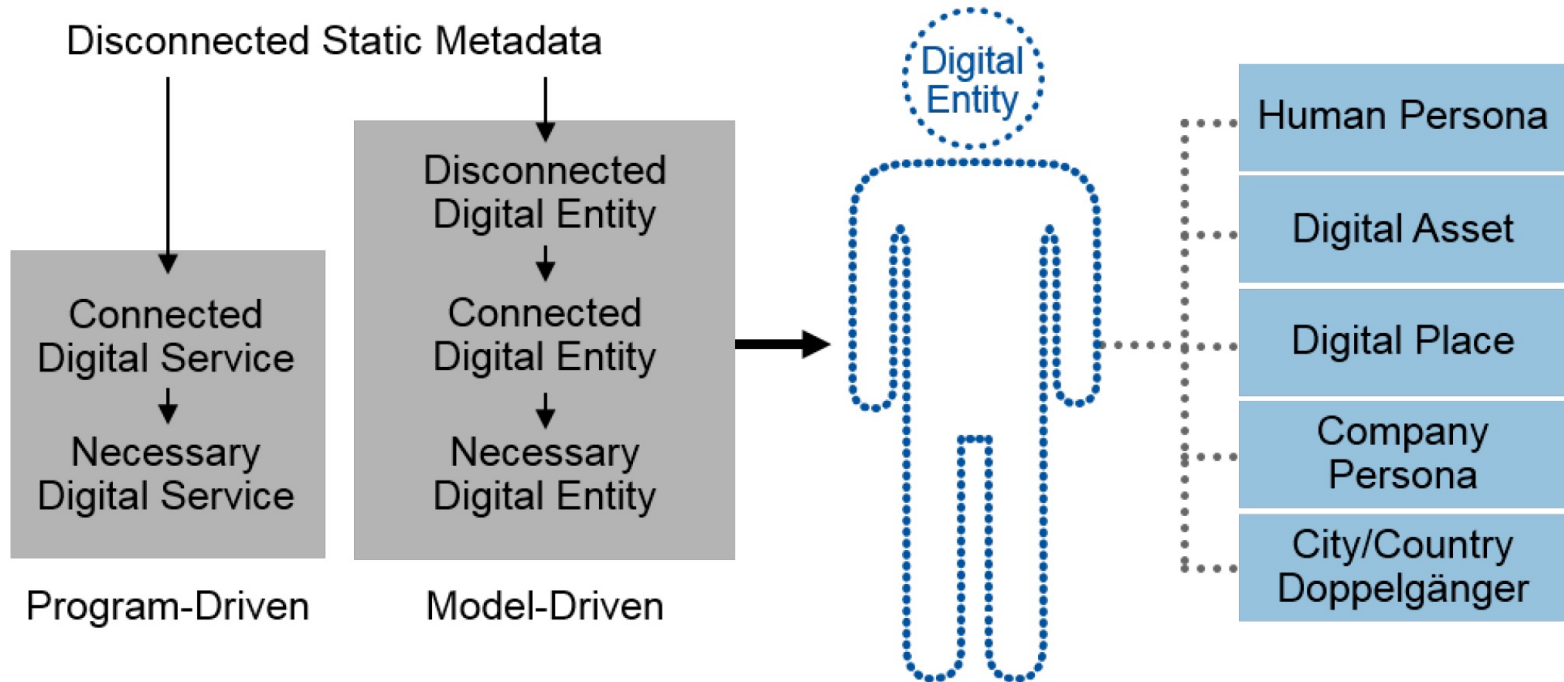 Disconnected Static Metadata
Connected
Digital Service
Necessary
Digital Service
Program-Driven
Disconnected
Digital Entity
Connected
Digital Entity
Necessary
Digital Entity
Model-Driven
Digital
Entity
Human Persona
Digital Asset
Digital Place
Company
Persona
City/Country
Doppelgänger